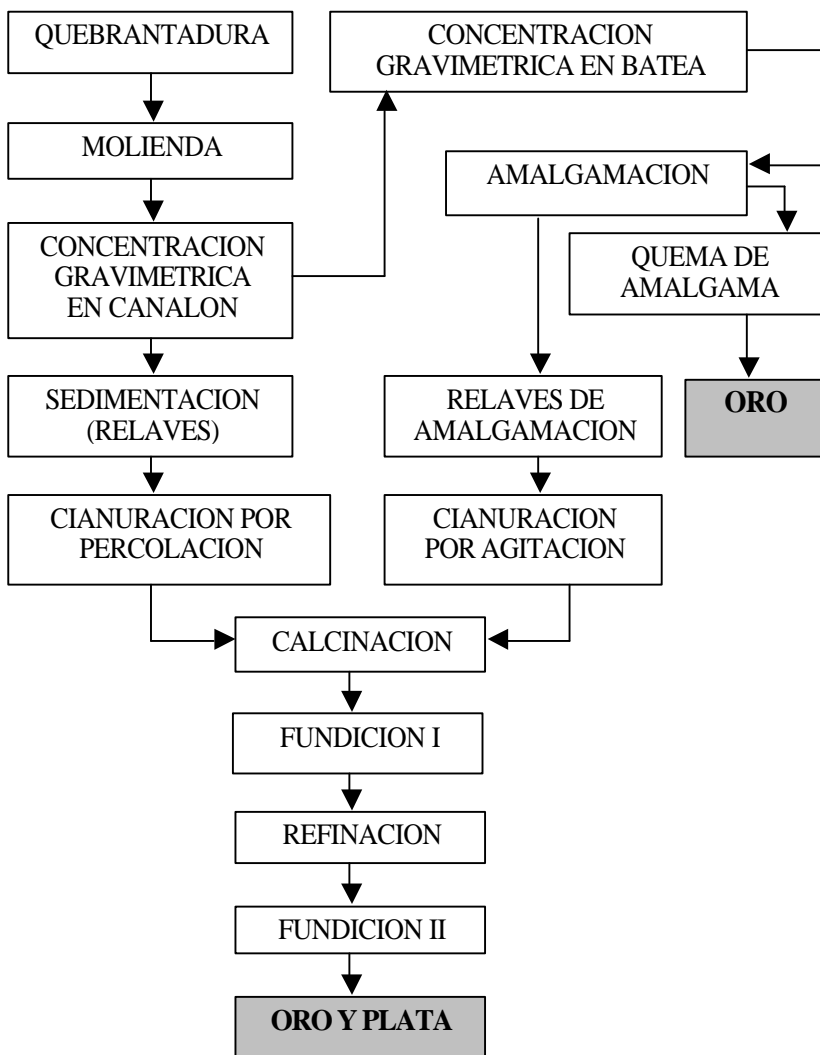 QUEBRANTADURA
CONCENTRACION
GRAVIMETRICA EN BATEA
MOLIENDA
AMALGAMACION
CONCENTRACION
GRAVIMETRICA
EN CANALON
QUEMA DE
AMALGAMA
SEDIMENTACION
(RELAVES)
RELAVES DE
AMALGAMACION
ORO
CIANURACION POR
PERCOLACION
CIANURACION
POR AGITACION
CALCINACION
FUNDICION I
REFINACION
FUNDICION II
ORO Y PLATA